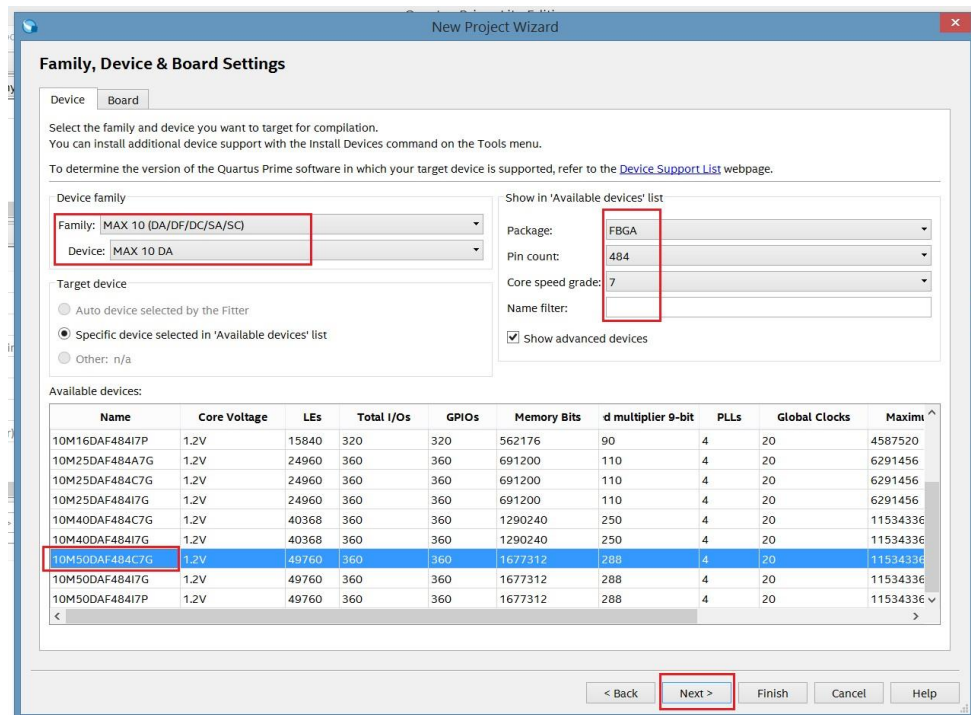 New Project Wizard
Family, Device & Board Settings
Device Board
Select the family and device you want to target for compilation.
You can install additional device support with the Install Devices command on the Tools menu.
To determine the version of the Quartus Prime software in which your target device is supported, refer to the Device Support List webpage.
Device family
Family: MAX 10 (DA/DF/DC/SA/SC)
Device: MAX 10 DA
Show in 'Available devices' list
Package: FBGA
Pin count: 484
Core speed grade: 7
Name filter:
Show advanced devices
Target device
Auto device selected by the Fitter
Specific device selected in 'Available devices' list
Other: n/a
Available devices:
Name Core Voltage LEs Total I/Os GPIOs Memory Bits d multiplier 9-bit PLLs Global Clocks Maximu
10M16DAF484I7P 1.2V 15840 320 320 562176 90 4 20 4587520
10M25DAF484A7G 1.2V 24960 360 360 691200 110 4 20 6291456
10M25DAF484C7G 1.2V 24960 360 360 691200 110 4 20 6291456
10M25DAF484I7G 1.2V 24960 360 360 691200 110 4 20 6291456
10M40DAF484C7G 1.2V 40368 360 360 1290240 250 4 20 11534336
10M40DAF484I7G 1.2V 40368 360 360 1290240 250 4 20 11534336
10M50DAF484C7G 1.2V 49760 360 360 1677312 288 4 20 11534336
10M50DAF484I7G 1.2V 49760 360 360 1677312 288 4 20 11534336
10M50DAF484I7P 1.2V 49760 360 360 1677312 288 4 20 11534336
< Back Next > Finish Cancel Help